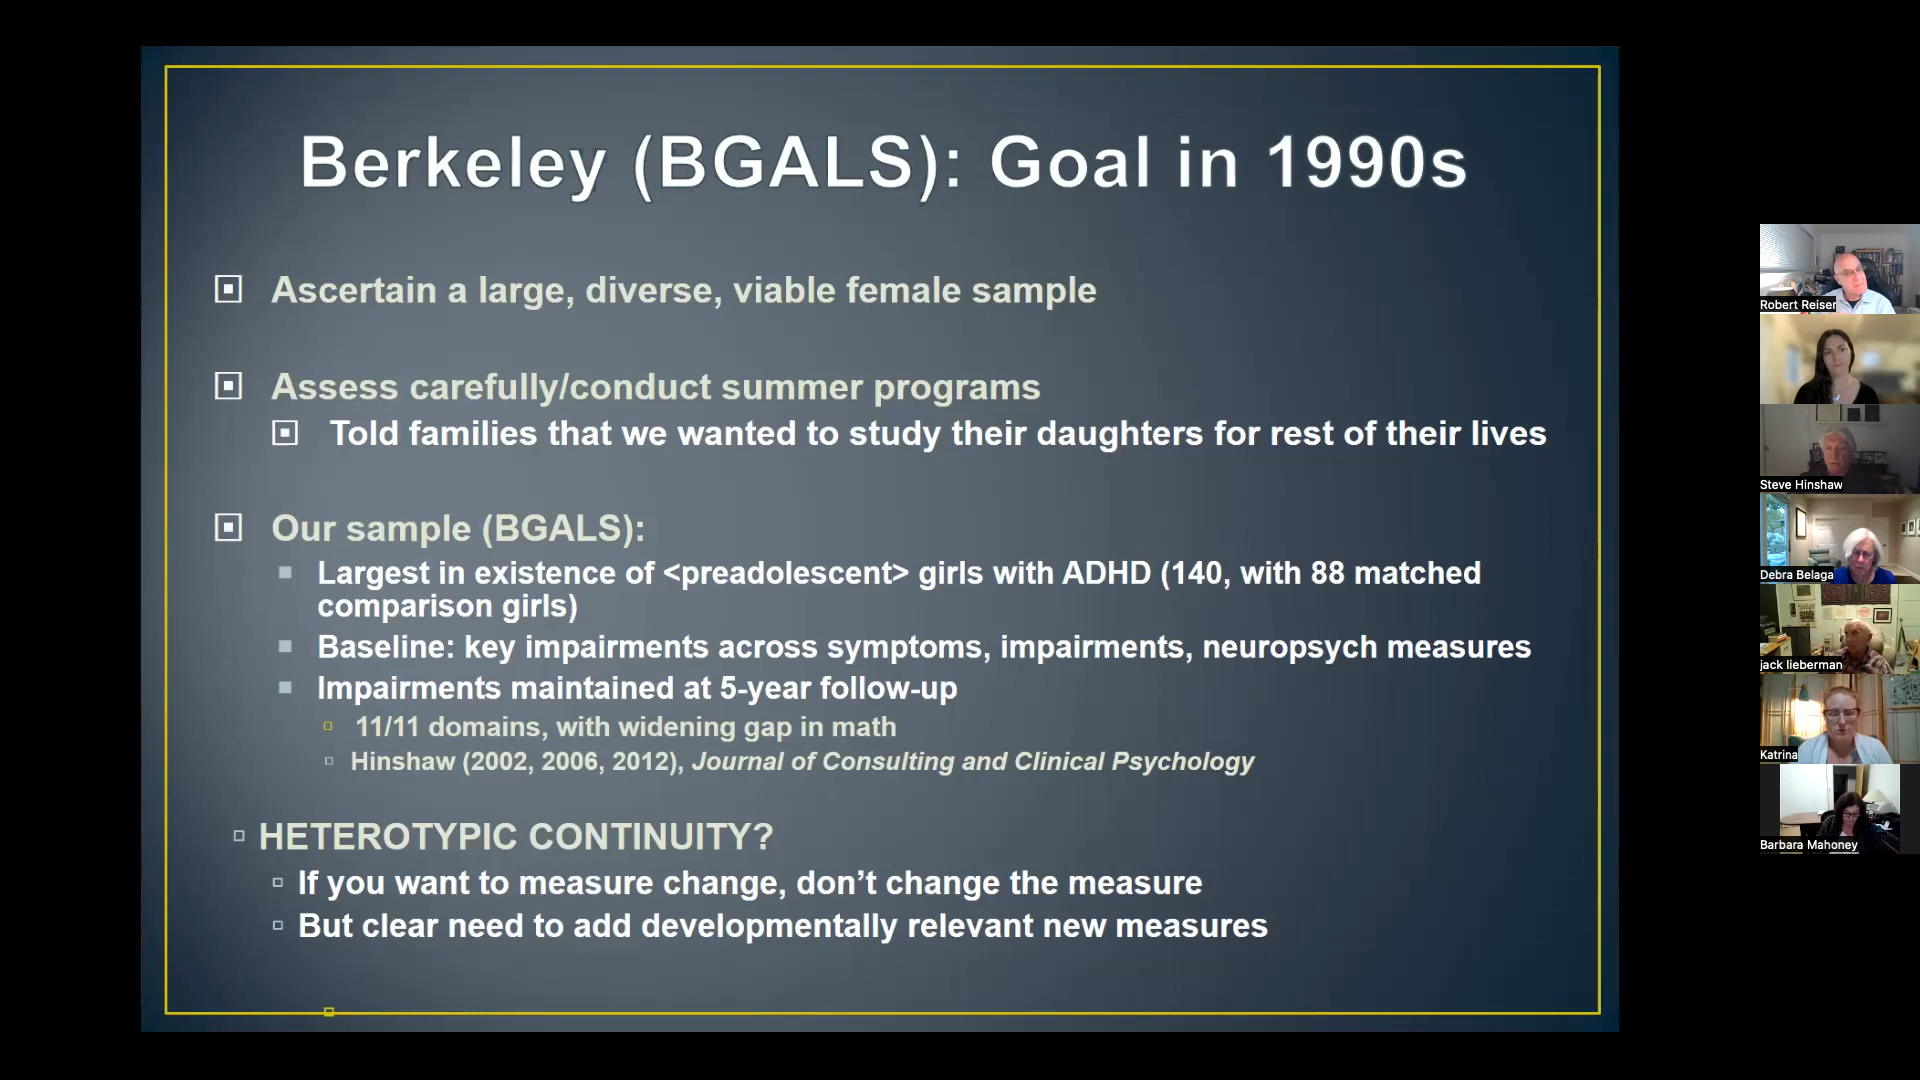 Berkeley (BGALS): Goal in 1990s
Ascertain a large, diverse, viable female sample
Assess carefully/conduct summer programs
Told families that we wanted to study their daughters for rest of their lives
Our sample (BGALS):
Largest in existence of <preadolescent> girls with ADHD (140, with 88 matched
comparison girls)
Baseline: key impairments across symptoms, impairments, neuropsych measures
Impairments maintained at 5-year follow-up
11/11 domains, with widening gap in math
Hinshaw (2002, 2006, 2012), Journal of Consulting and Clinical Psychology
HETEROTYPIC CONTINUITY?
If you want to measure change, don’t change the measure
But clear need to add developmentally relevant new measures
Robert Reiser
Steve Hinshaw
Debra Belaga
jack lieberman
Katrina
Barbara Mahoney